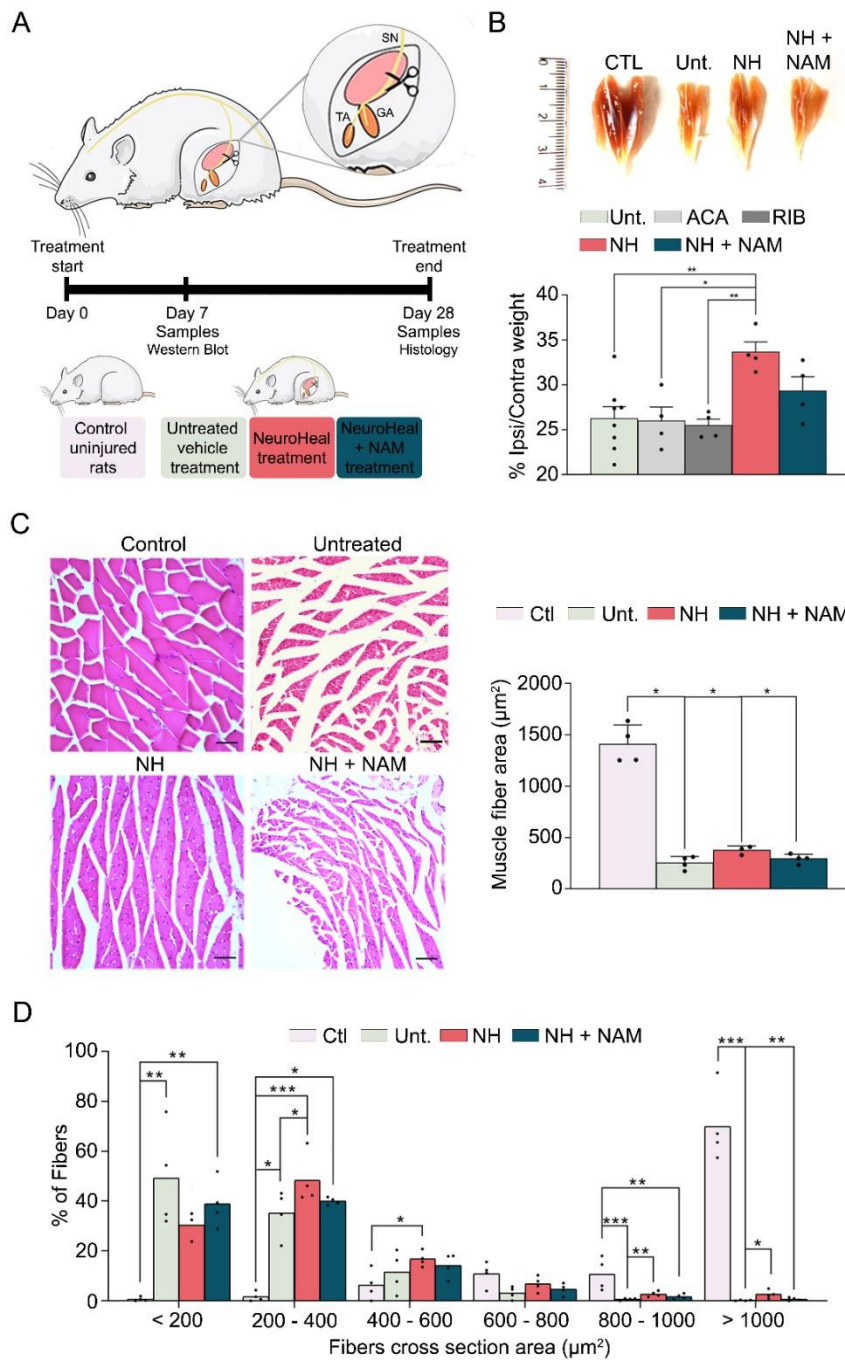 A
SN
TA
GA
Treatment
start
Treatment
end
Day 0
Day 7
Samples
Western Blot
Day 28
Samples
Histology
Control
uninjured
rats
Untreated
vehicle
treatment
NeuroHeal
treatment
NeuroHeal
+ NAM
treatment
B
CTL
Unt.
NH
NH +
NAM
0
1
2
3
4
Unt.
ACA
RIB
NH
NH + NAM
% Ipsi/Contra weight
40
35
30
25
20
**
*
**
C
Control
Untreated
NH
NH + NAM
Ctl
Unt.
NH
NH + NAM
Muscle fiber area (µm²)
2000
1500
1000
500
0
*
*
*
D
Ctl
Unt.
NH
NH + NAM
% of Fibers
100
80
60
40
20
0
**
**
*
***
*
*
*
**
***
**
***
**
*
< 200
200 - 400
400 - 600
600 - 800
800 - 1000
> 1000
Fibers cross section area (µm²)